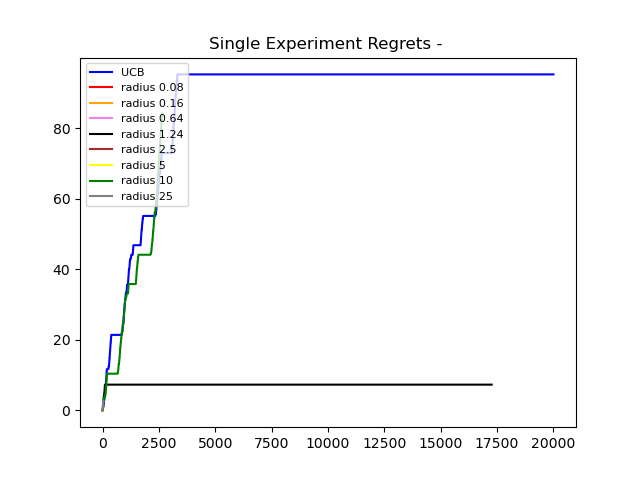 Single Experiment Regrets -
UCB
radius 0.08
radius 0.16
radius 0.64
radius 1.24
radius 2.5
radius 5
radius 10
radius 25
80
60
40
20
0
0 2500 5000 7500 10000 12500 15000 17500 20000